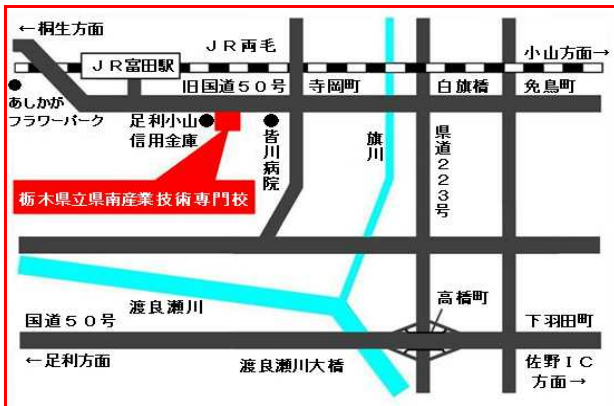 ←桐生方面
ＪＲ両毛
小山方面→
ＪＲ富田駅
旧国道５０号
寺岡町
白旗橋
免鳥町
あしかが
フラワーパーク
足利小山
信用金庫
皆川病院
旗川
県道２２３号
栃木県立県南産業技術専門校
渡良瀬川
高橋町
国道５０号
下羽田町
←足利方面
渡良瀬川大橋
佐野ＩＣ
方面→